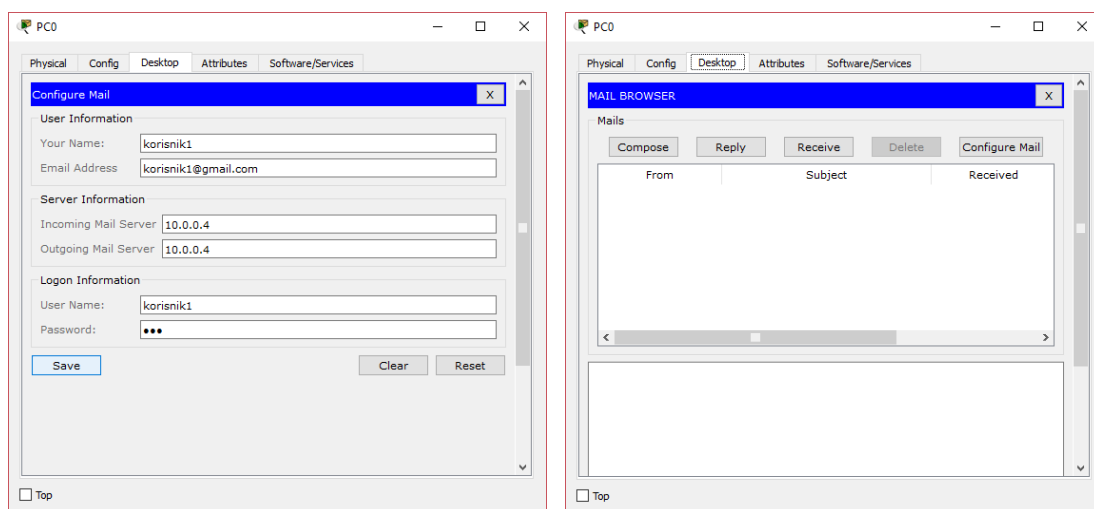 PC0
Physical Config Desktop Attributes Software/Services
Configure Mail X
User Information
Your Name: korisnik1
Email Address korisnik1@gmail.com
Server Information
Incoming Mail Server 10.0.0.4
Outgoing Mail Server 10.0.0.4
Logon Information
User Name: korisnik1
Password: •••
Save Clear Reset
Top
PC0
Physical Config Desktop Attributes Software/Services
MAIL BROWSER X
Mails
Compose Reply Receive Delete Configure Mail
From Subject Received
Top